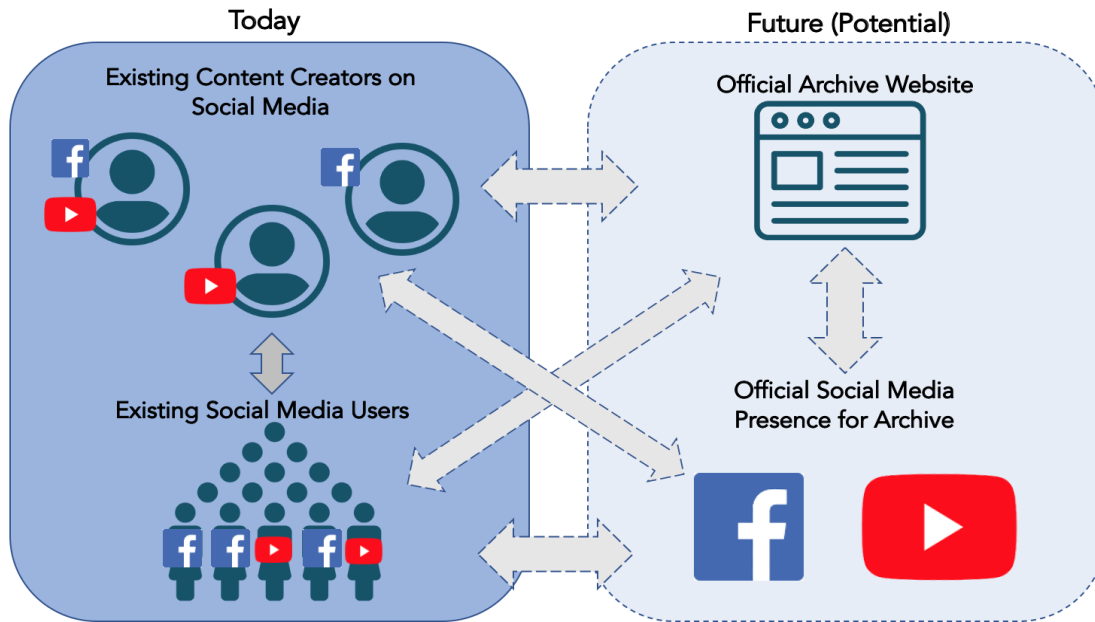 Today
Existing Content Creators on
Social Media
Existing Social Media Users
Future (Potential)
Official Archive Website
Official Social Media
Presence for Archive